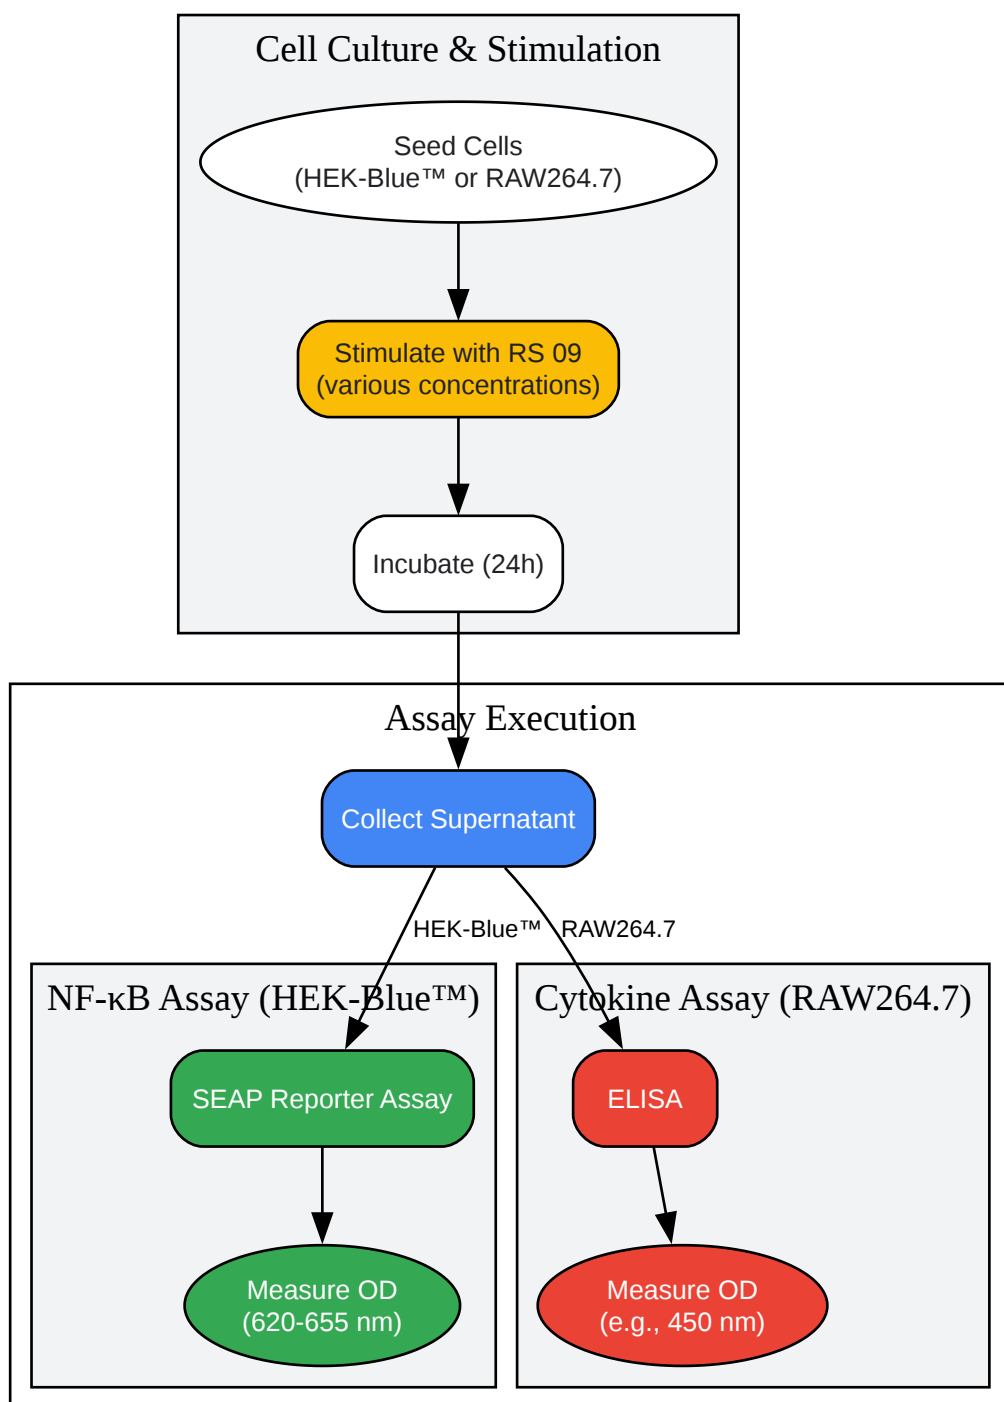 Cell Culture & Stimulation
Seed Cells
(HEK-Blue™ or RAW264.7)
Stimulate with RS 09
(various concentrations)
Incubate (24h)
Assay Execution
Collect Supernatant
HEK-Blue™
RAW264.7
NF-κB Assay (HEK-Blue™)
SEAP Reporter Assay
Measure OD
(620-655 nm)
Cytokine Assay (RAW264.7)
ELISA
Measure OD
(e.g., 450 nm)